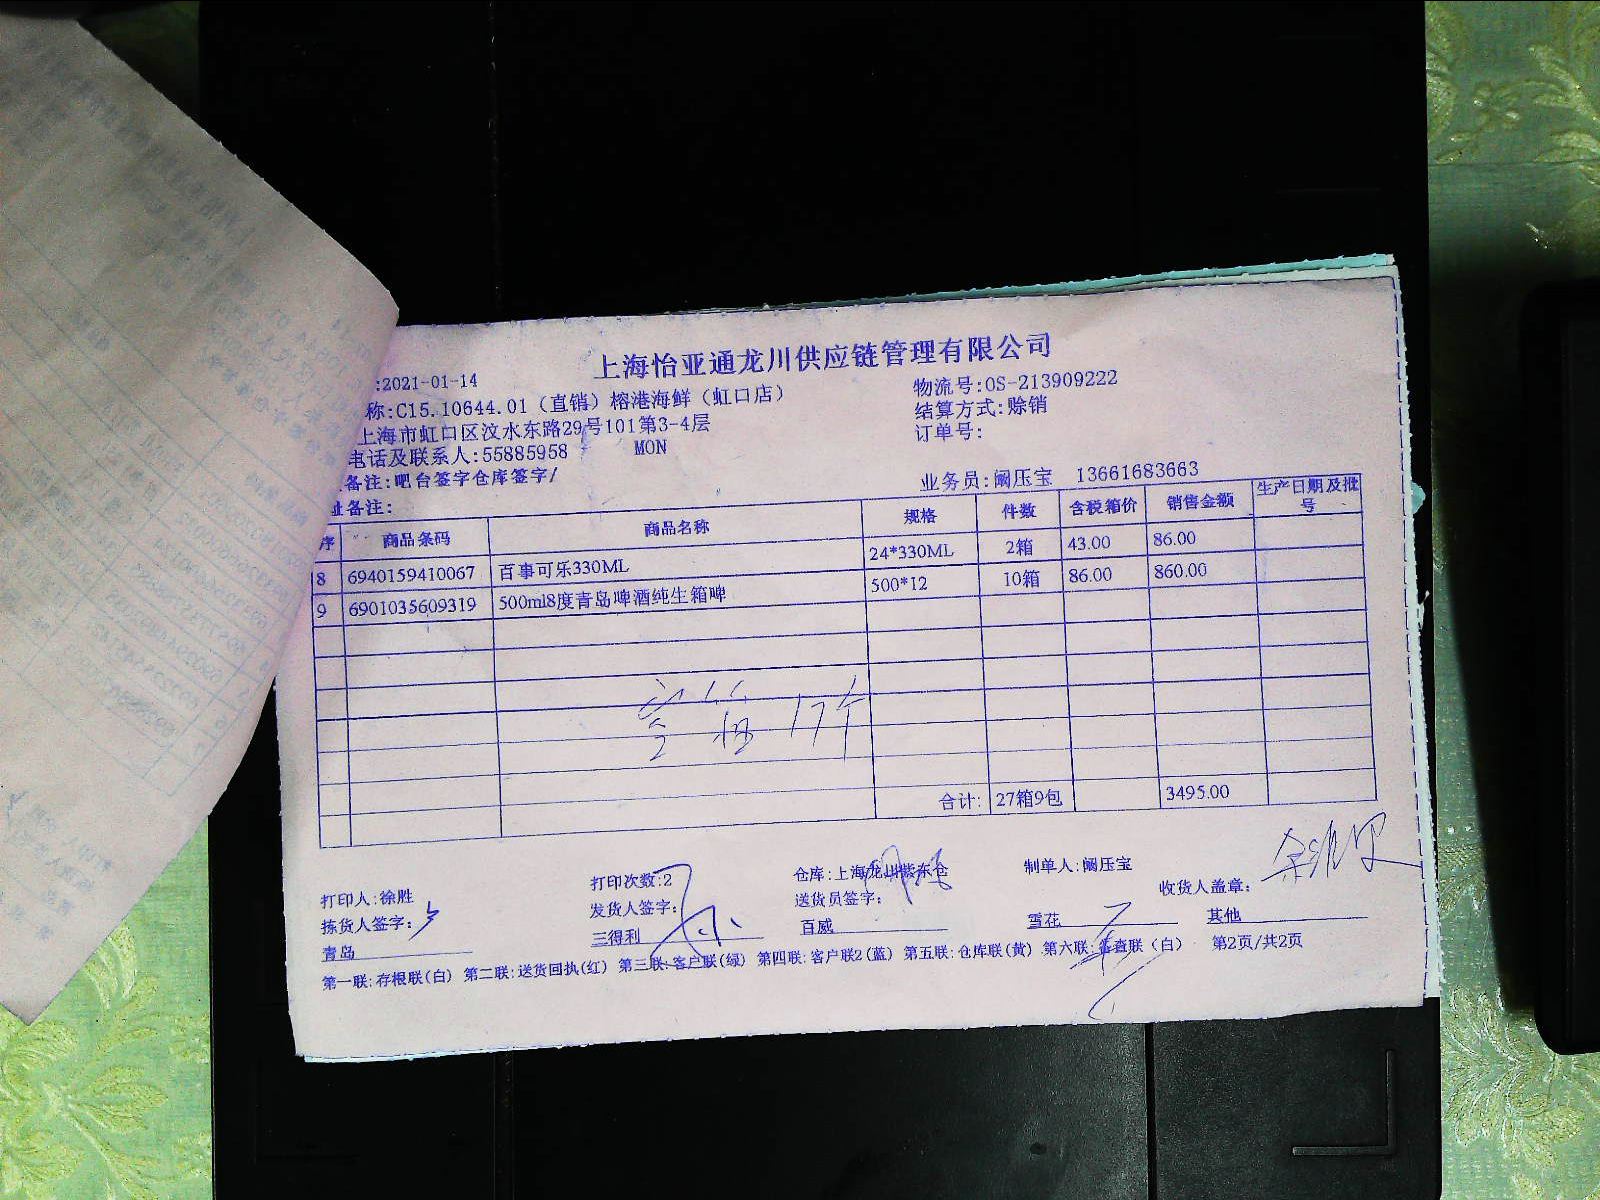 上海怡亚通龙川供应链管理有限公司
:2021-01-14
物流号:OS-213909222
称:C15.10644.01（直销）榕港海鲜（虹口店）
结算方式:赊销
上海市虹口区汶水东路29号101第3-4层
订单号:
电话及联系人:55885958 MON
备注:吧台签字仓库签字/
业务员:阚压宝 13661683663
址备注:
序 商品条码 商品名称 规格 件数 含税箱价 销售金额 生产日期及批号
8 6940159410067 百事可乐330ML 24*330ML 2箱 43.00 86.00
9 6901035609319 500ml8度青岛啤酒纯生箱啤 500*12 10箱 86.00 860.00
空箱 17个
合计: 27箱9包 3495.00
打印人:徐胜 打印次数:2 仓库:上海龙川紫东仓 制单人:阚压宝
拣货人签字: 发货人签字: 送货员签字: 收货人盖章:
青岛 三得利 百威 雪花 其他
第一联:存根联(白) 第二联:送货回执(红) 第三联:客户联(绿) 第四联:客户联2(蓝) 第五联:仓库联(黄) 第六联:备查联（白） 第2页/共2页